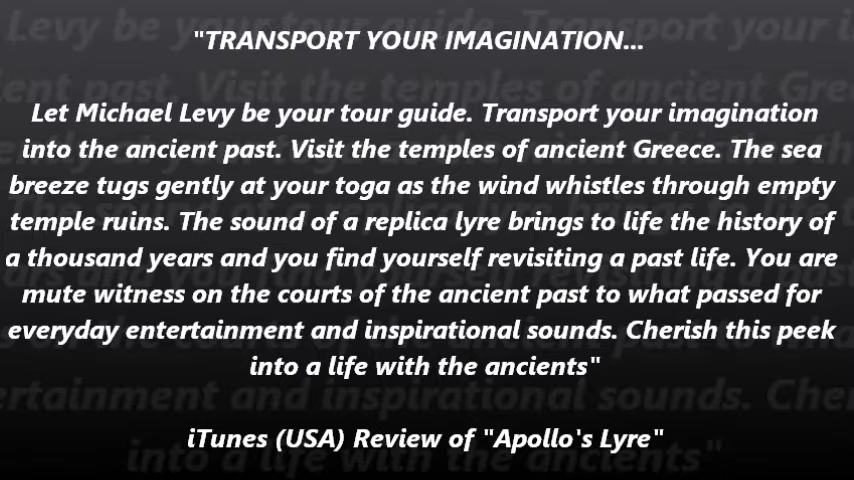 "TRANSPORT YOUR IMAGINATION...
Let Michael Levy be your tour guide. Transport your imagination
into the ancient past. Visit the temples of ancient Greece. The sea
breeze tugs gently at your toga as the wind whistles through empty
temple ruins. The sound of a replica lyre brings to life the history of
a thousand years and you find yourself revisiting a past life. You are
mute witness on the courts of the ancient past to what passed for
everyday entertainment and inspirational sounds. Cherish this peek
into a life with the ancients"
iTunes (USA) Review of "Apollo's Lyre"